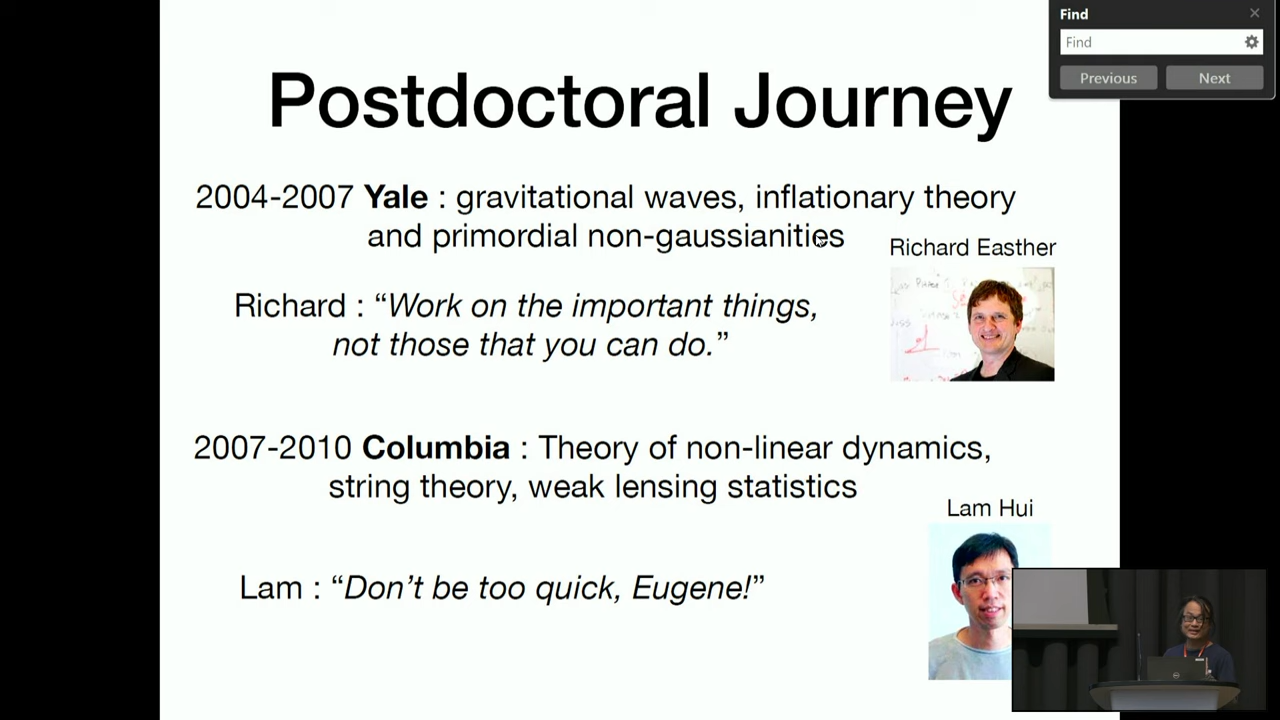 Find
Find
Previous
Next
Postdoctoral Journey
2004-2007 Yale : gravitational waves, inflationary theory
and primordial non-gaussianities
Richard Easther
Richard : “Work on the important things,
not those that you can do.”
2007-2010 Columbia : Theory of non-linear dynamics,
string theory, weak lensing statistics
Lam Hui
Lam : “Don’t be too quick, Eugene!”